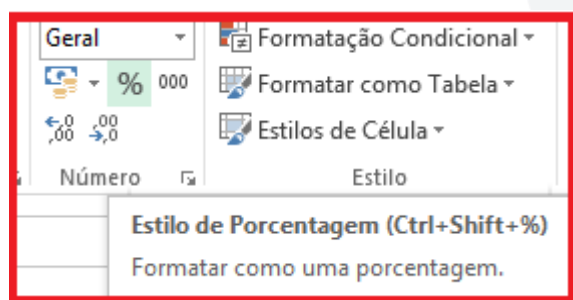 Geral
Formatação Condicional
% 000
Formatar como Tabela
←0 ,00 ,00 →,0
Estilos de Célula
Número
Estilo
Estilo de Porcentagem (Ctrl+Shift+%)
Formatar como uma porcentagem.